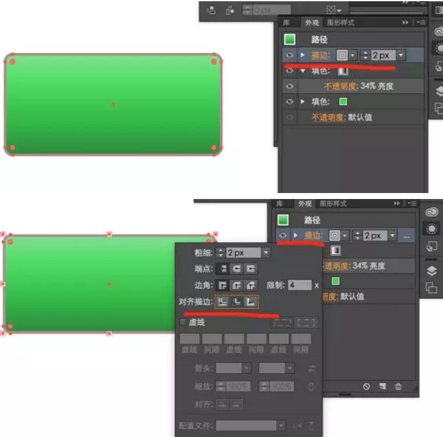 0 px
库 外观 图形样式
路径
描边: 2 px
填色:
不透明度: 34% 亮度
填色:
不透明度: 默认值
库 外观 图形样式
路径
描边: 2 px
粗细: 2 px
端点:
边角: 限制: 4 x
对齐描边:
透明度: 34% 亮度
明度: 默认值
虚线
虚线 间隙 虚线 间隙 虚线 间隙
箭头:
缩放: 100% 100%
对齐:
配置文件: